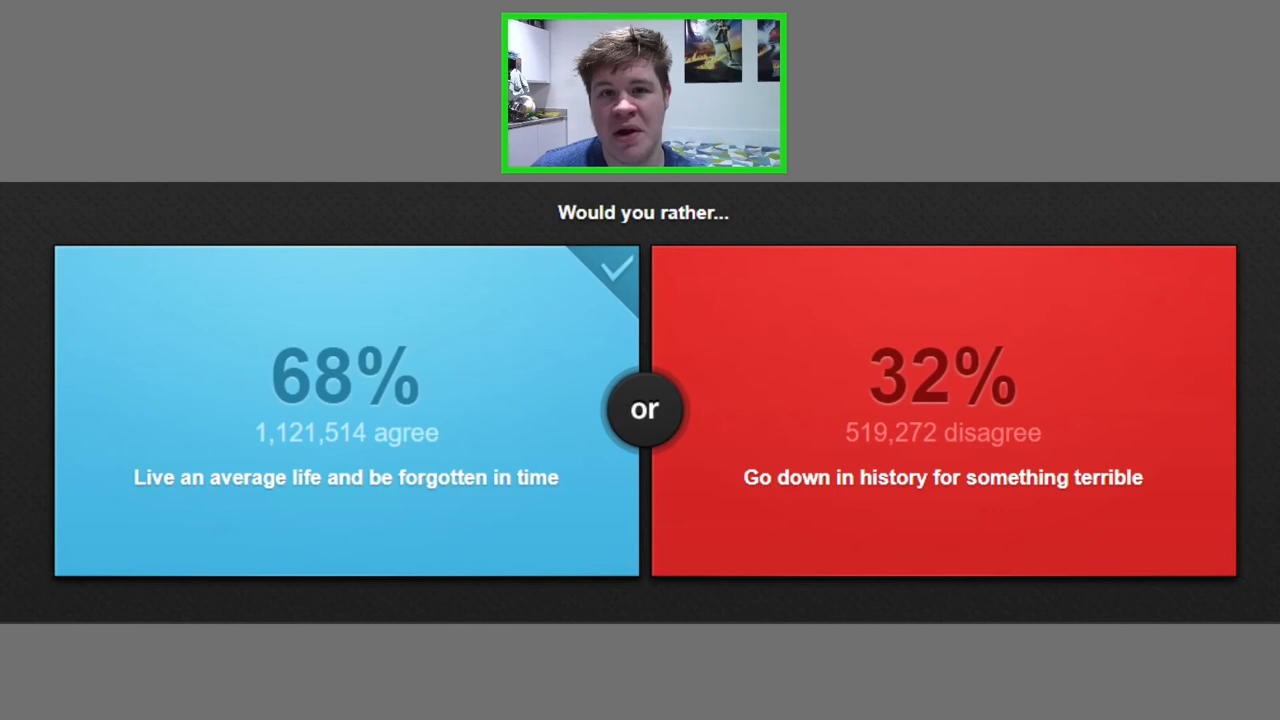 Would you rather...
68%
1,121,514 agree
Live an average life and be forgotten in time
or
32%
519,272 disagree
Go down in history for something terrible